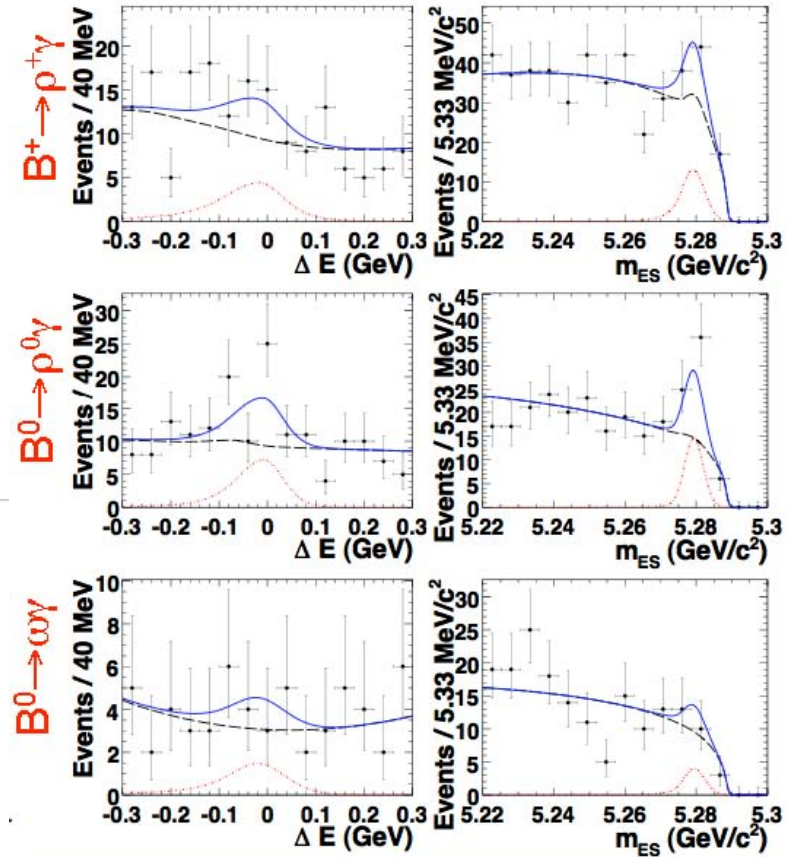 B⁺→ρ⁺γ
Events / 40 MeV
20
15
10
5
0
-0.3 -0.2 -0.1 0 0.1 0.2 0.3
Δ E (GeV)
Events / 5.33 MeV/c²
50
40
30
20
10
0
5.22 5.24 5.26 5.28 5.3
m_ES (GeV/c²)
B⁰→ρ⁰γ
Events / 40 MeV
30
25
20
15
10
5
0
-0.3 -0.2 -0.1 0 0.1 0.2 0.3
Δ E (GeV)
Events / 5.33 MeV/c²
45
40
35
30
25
20
15
10
5
0
5.22 5.24 5.26 5.28 5.3
m_ES (GeV/c²)
B⁰→ωγ
Events / 40 MeV
10
8
6
4
2
0
-0.3 -0.2 -0.1 0 0.1 0.2 0.3
Δ E (GeV)
Events / 5.33 MeV/c²
30
25
20
15
10
5
0
5.22 5.24 5.26 5.28 5.3
m_ES (GeV/c²)